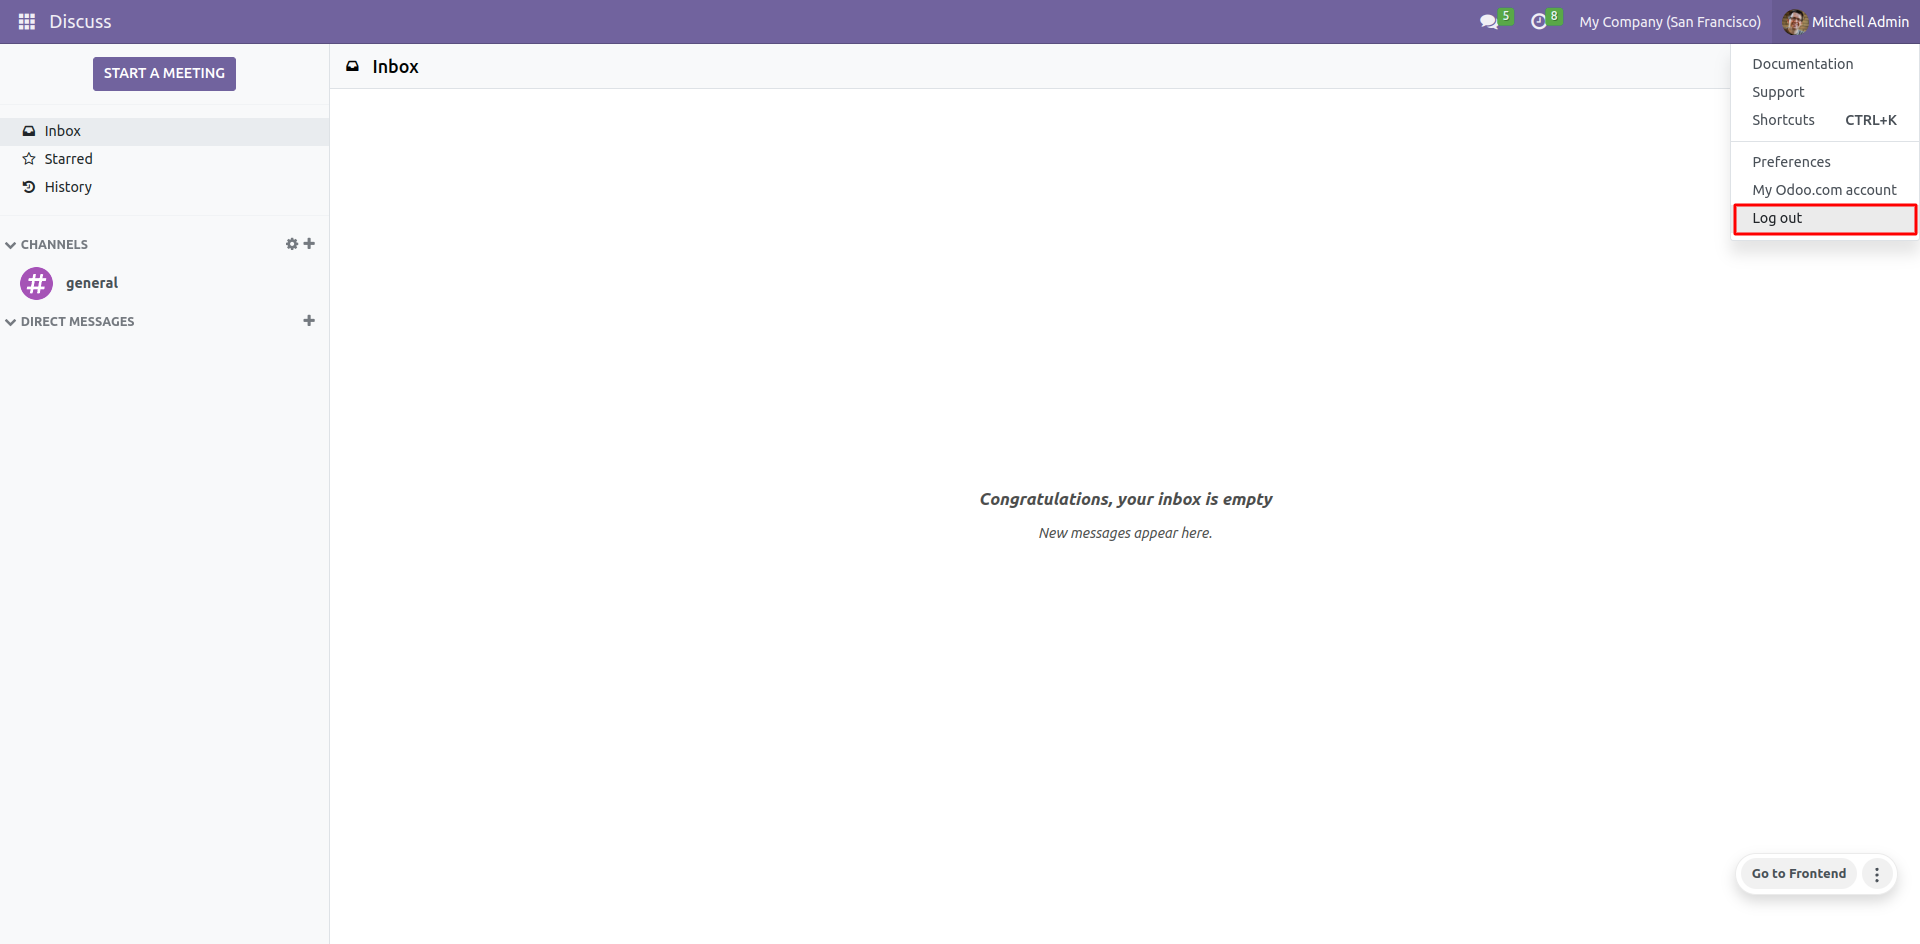 Discuss
5
8
My Company (San Francisco)
Mitchell Admin
START A MEETING
Inbox
Starred
History
CHANNELS
general
DIRECT MESSAGES
Inbox
Documentation
Support
Shortcuts CTRL+K
Preferences
My Odoo.com account
Log out
Congratulations, your inbox is empty
New messages appear here.
Go to Frontend